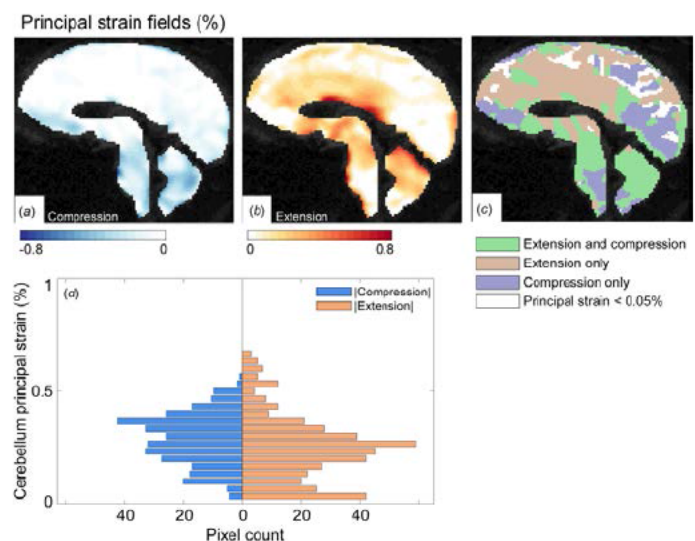 Principal strain fields (%)
(a) Compression
(b) Extension
(c)
-0.8 0
0 0.8
Extension and compression
Extension only
Compression only
Principal strain < 0.05%
(d)
|Compression|
|Extension|
Cerebellum principal strain (%)
1
0.5
0
40 20 0 20 40
Pixel count